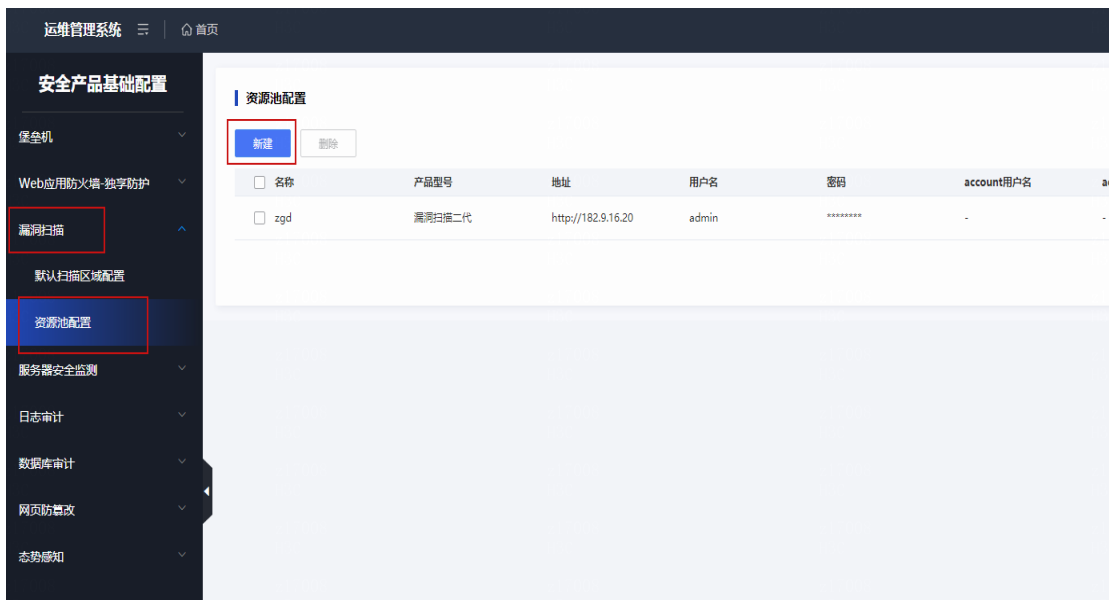 运维管理系统 首页
安全产品基础配置
堡垒机
Web应用防火墙-独享防护
漏洞扫描
默认扫描区域配置
资源池配置
服务器安全监测
日志审计
数据库审计
网页防篡改
态势感知
资源池配置
新建 删除
名称 产品型号 地址 用户名 密码 account用户名
zgd 漏洞扫描二代 http://182.9.16.20 admin ******** - -